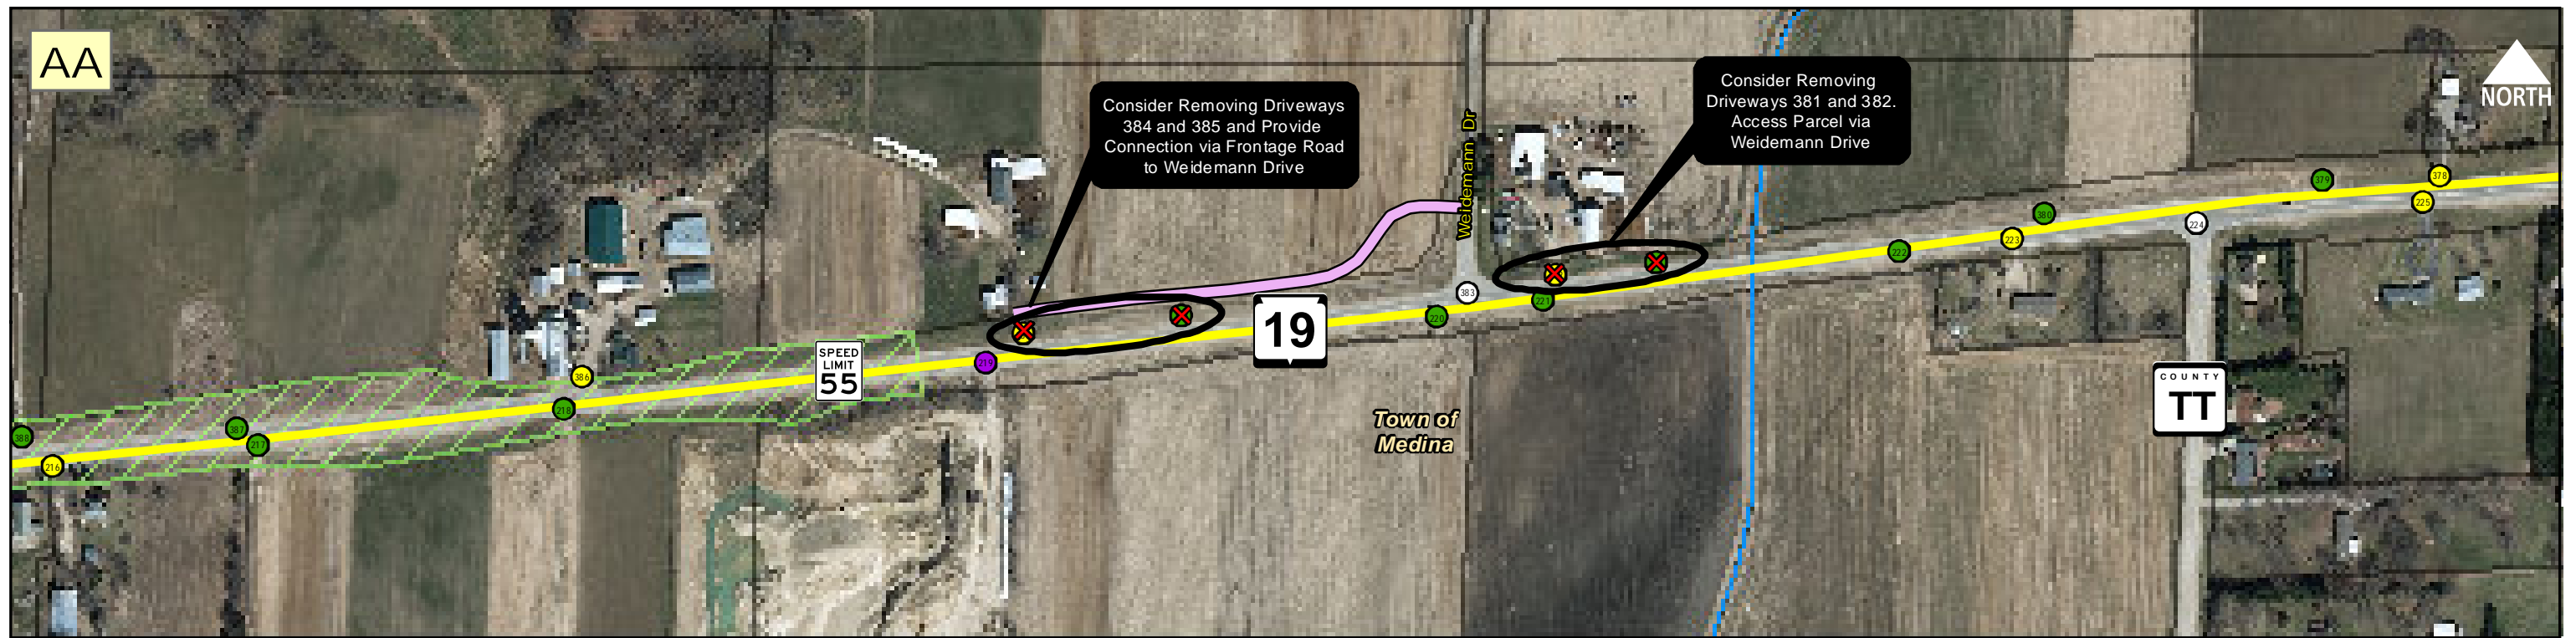 AA
Consider Removing Driveways
384 and 385 and Provide
Connection via Frontage Road
to Weidemann Drive
Consider Removing
Driveways 381 and 382.
Access Parcel via
Weidemann Drive
NORTH
Weidemann Dr
379
378
225
380
224
223
222
221
383
220
19
219
SPEED
LIMIT
55
386
218
387
217
388
216
Town of
Medina
COUNTY
TT